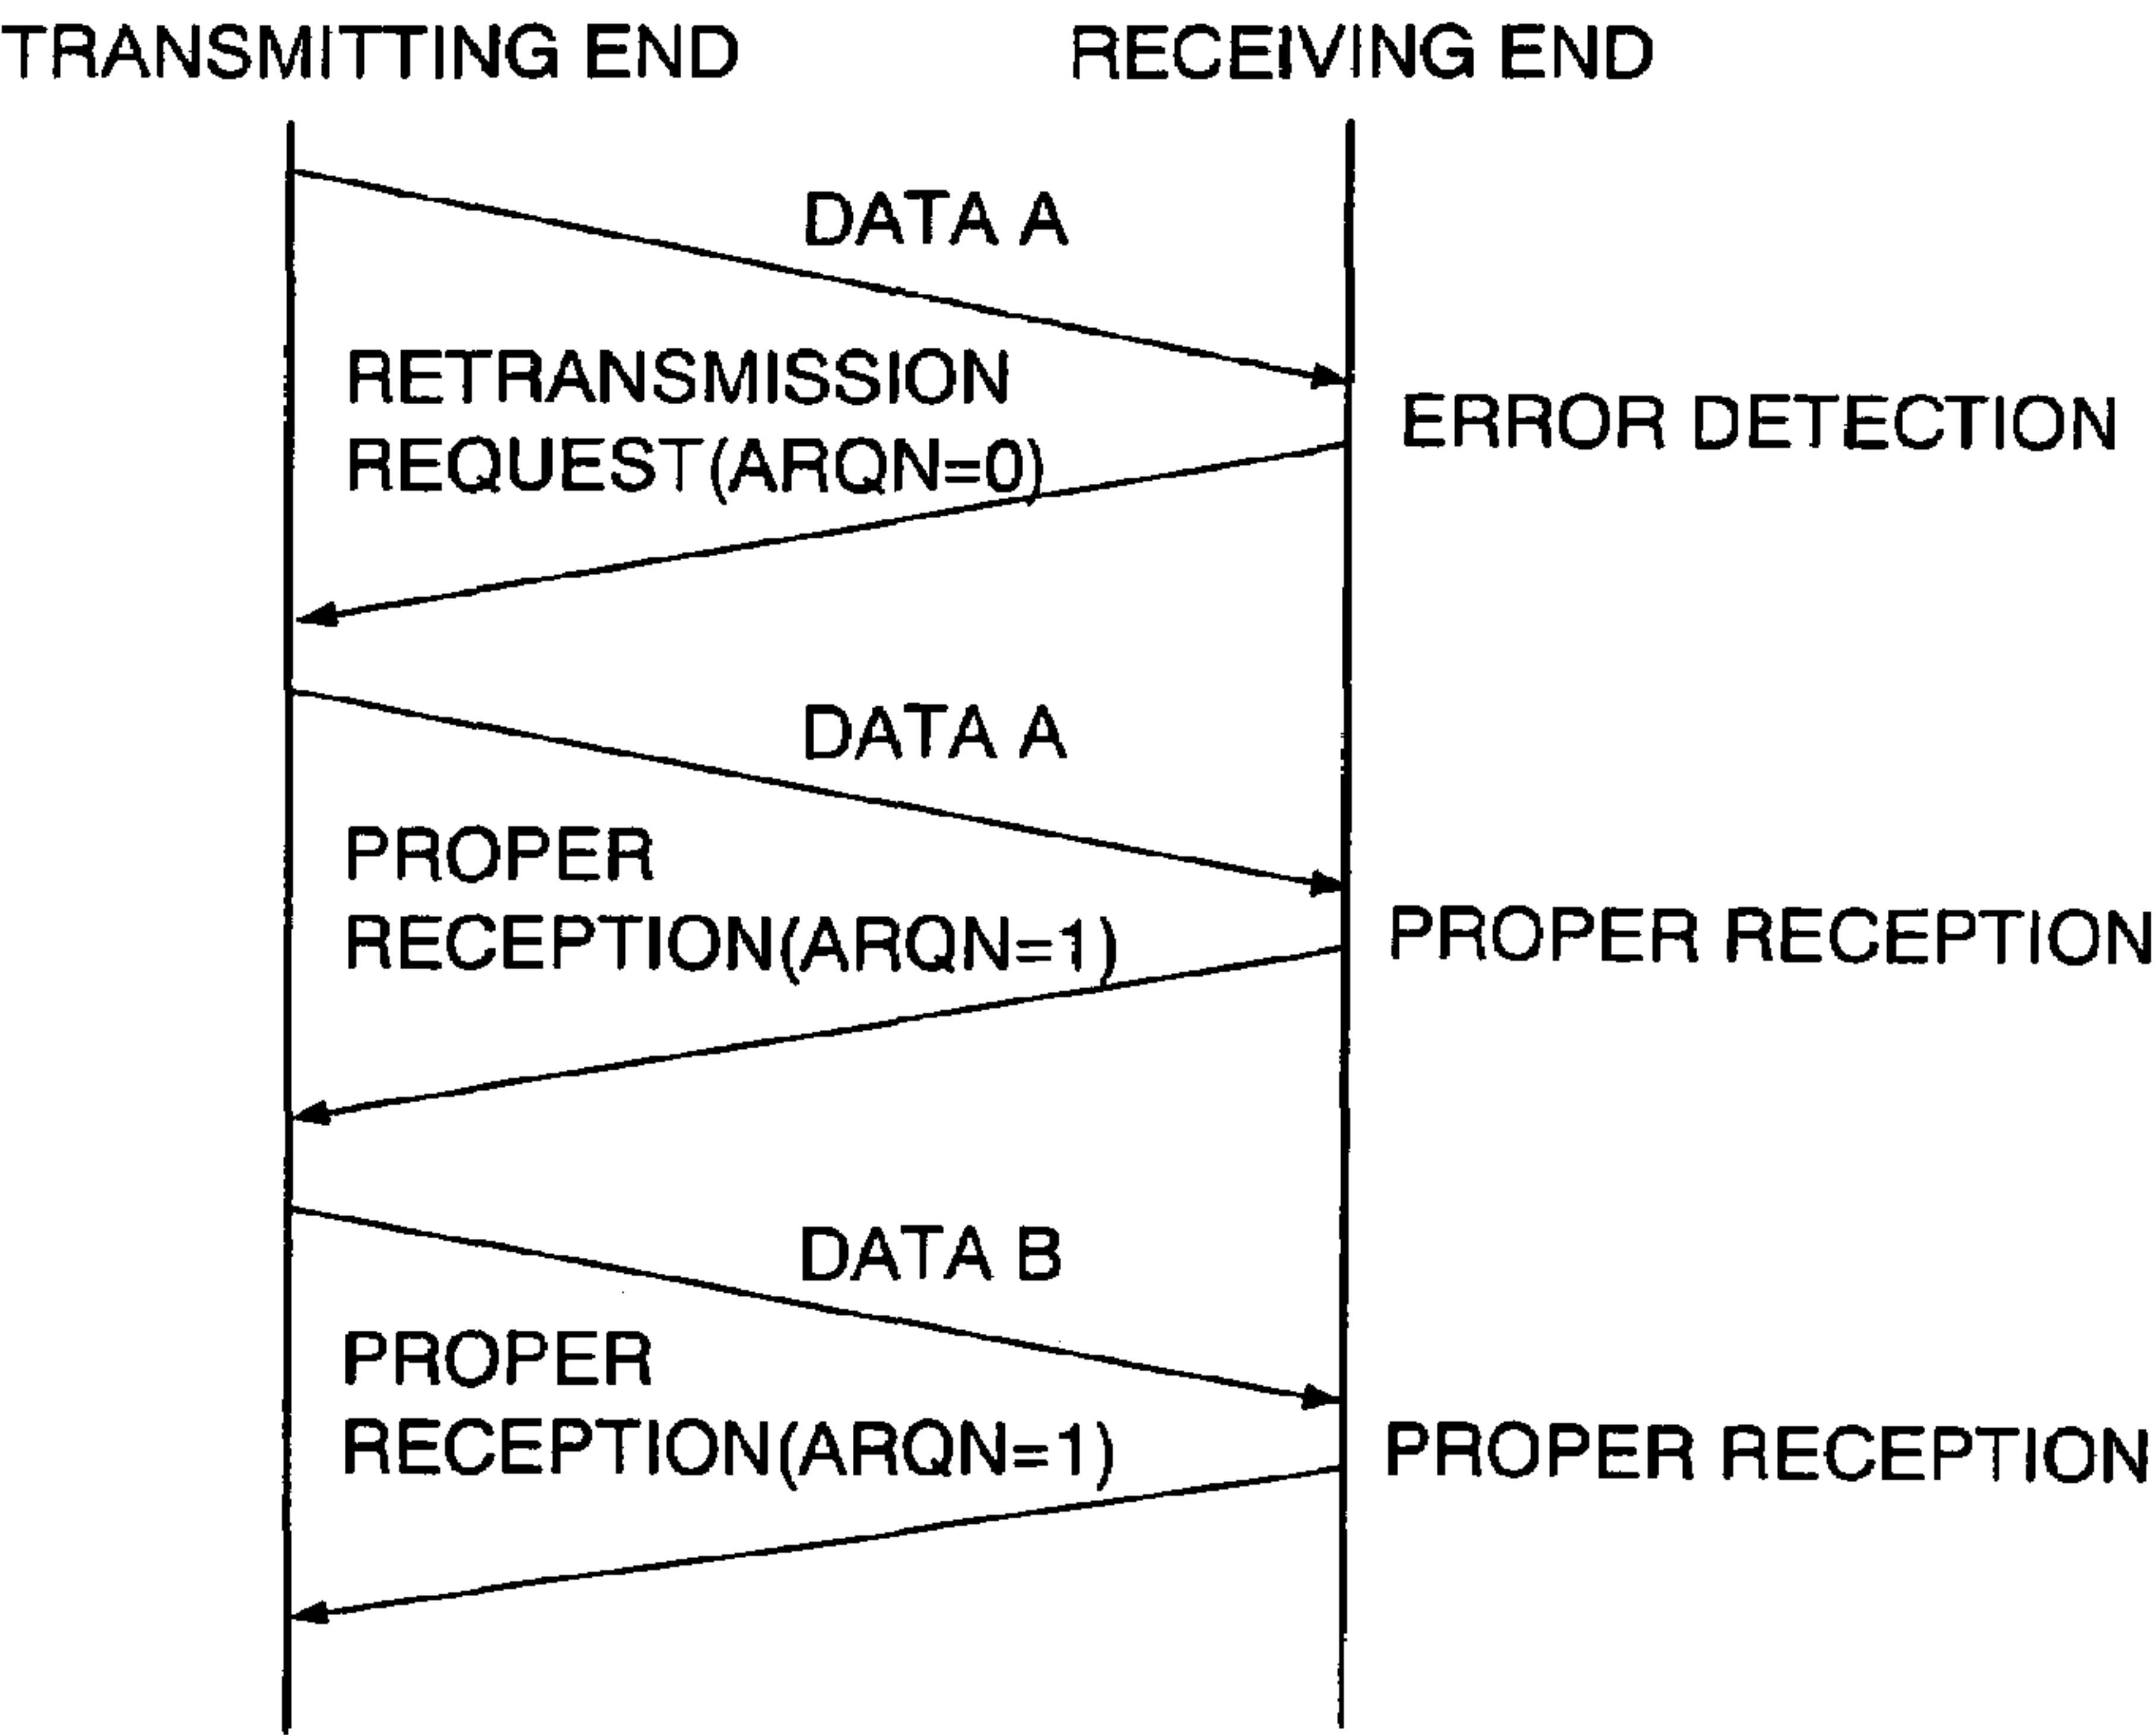 TRANSMITTING END
RECEIVING END
DATA A
RETRANSMISSION
REQUEST(ARQN=0)
ERROR DETECTION
DATA A
PROPER
RECEPTION(ARQN=1)
PROPER RECEPTION
DATA B
PROPER
RECEPTION(ARQN=1)
PROPER RECEPTION